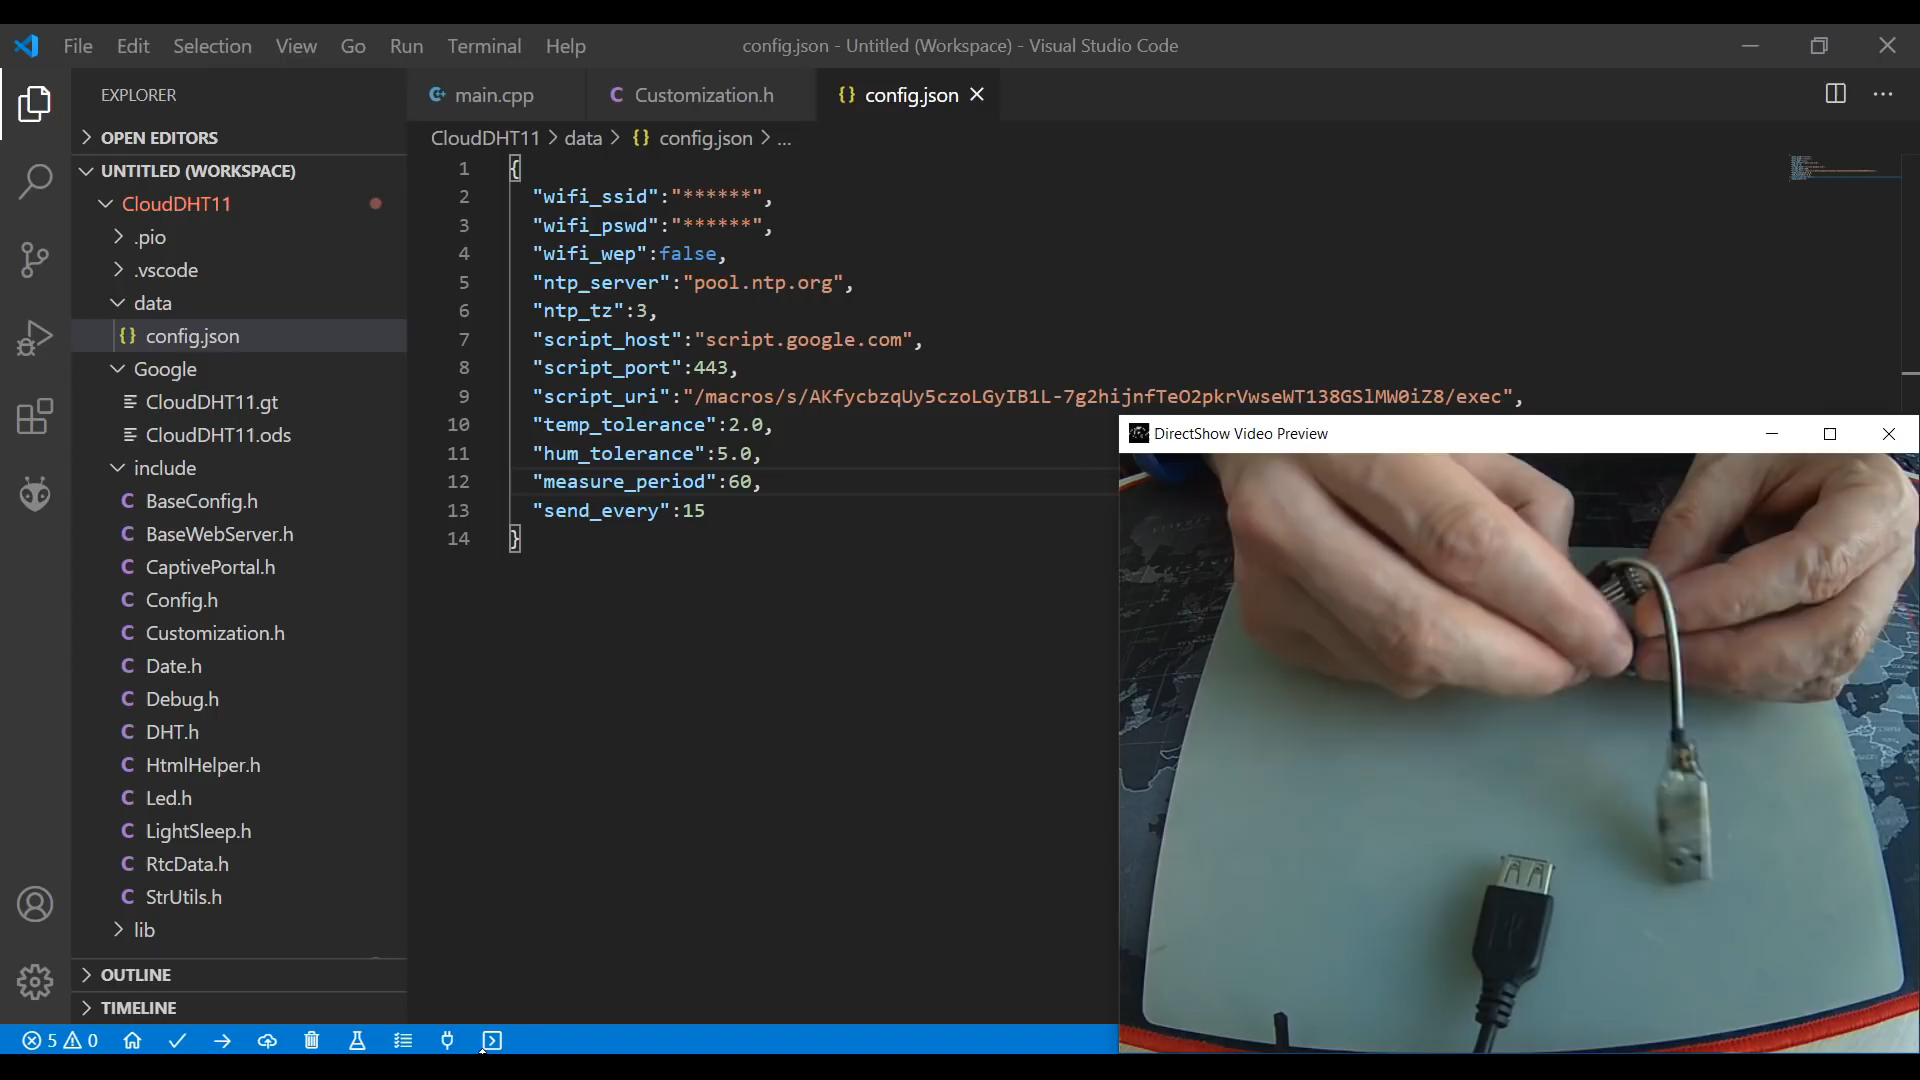 File Edit Selection View Go Run Terminal Help
config.json - Untitled (Workspace) - Visual Studio Code
EXPLORER
OPEN EDITORS
UNTITLED (WORKSPACE)
CloudDHT11
.pio
.vscode
data
{} config.json
Google
CloudDHT11.gt
CloudDHT11.ods
include
C BaseConfig.h
C BaseWebServer.h
C CaptivePortal.h
C Config.h
C Customization.h
C Date.h
C Debug.h
C DHT.h
C HtmlHelper.h
C Led.h
C LightSleep.h
C RtcData.h
C StrUtils.h
lib
OUTLINE
TIMELINE
main.cpp
C Customization.h
{} config.json
CloudDHT11 > data > {} config.json > ...
1 {
2 "wifi_ssid":"******",
3 "wifi_pswd":"******",
4 "wifi_wep":false,
5 "ntp_server":"pool.ntp.org",
6 "ntp_tz":3,
7 "script_host":"script.google.com",
8 "script_port":443,
9 "script_uri":"/macros/s/AKfycbzqUy5czoLGyIB1L-7g2hijnfTeO2pkrVwseWT138GSlMW0iZ8/exec",
10 "temp_tolerance":2.0,
11 "hum_tolerance":5.0,
12 "measure_period":60,
13 "send_every":15
14 }
DirectShow Video Preview
5 0